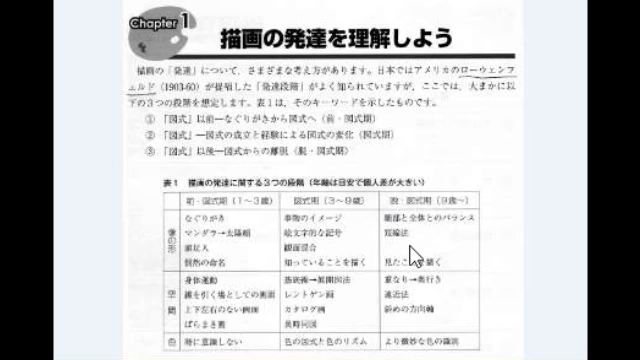 Chapter 1
描画の発達を理解しよう
描画の「発達」について、さまざまな考え方があります。日本ではアメリカのローウェンフ
ェルド(1903-60)が提唱した「発達段階」がよく知られていますが、ここでは、大まかに以
下の3つの段階を想定します。表1は、そのキーワードを示したものです。
① 「図式」以前―なぐりがきから図式へ(前・図式期)
② 「図式」―図式の成立と経験による図式の変化(図式期)
③ 「図式」以後―図式からの離脱(脱・図式期)
表1 描画の発達に関する3つの段階(年齢は目安で個人差が大きい)
前・図式期(1～3歳) 図式期(3～9歳) 脱・図式期(9歳～)
像の形 なぐりがき 事物のイメージ 細部と全体とのバランス
マンダラ→太陽 絵文字的な記号 短縮法
頭足人 観面混合
偶然の命名 知っていることを描く 見たこ 描く
空間 身体運動 基底線→展開図法 重なり→奥行き
線を引く場としての画面 レントゲン画 遠近法
上下左右のない画面 カタログ画 斜めの方向軸
ばらまき画 異時同図
色 特に意識しない 色の図式と色のリズム より微妙な色の識別